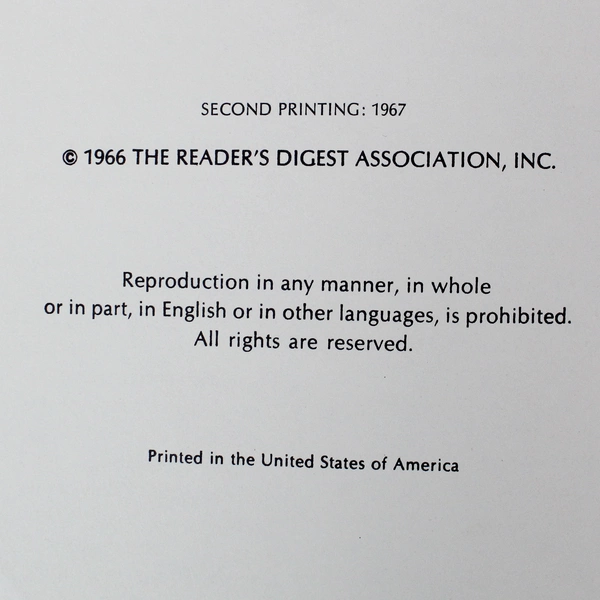 SECOND PRINTING: 1967
© 1966 THE READER'S DIGEST ASSOCIATION, INC.
Reproduction in any manner, in whole
or in part, in English or in other languages, is prohibited.
All rights are reserved.
Printed in the United States of America